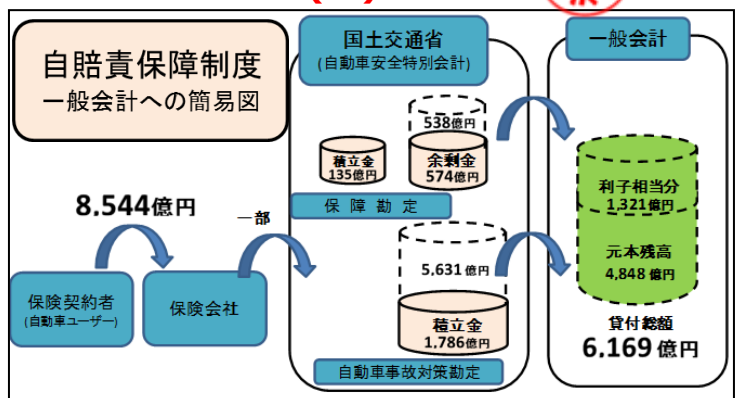 自賠責保障制度
一般会計への簡易図
国土交通省
(自動車安全特別会計)
一般会計
538億円
積立金
135億円
余剰金
574億円
保障勘定
利子相当分
1,321億円
8,544億円
一部
5,631億円
元本残高
4,848億円
保険契約者
(自動車ユーザー)
保険会社
積立金
1,786億円
貸付総額
6,169億円
自動車事故対策勘定